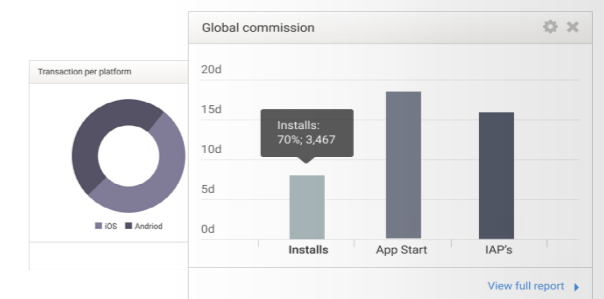 Global commission
Transaction per platform
20d
15d
10d
5d
0d
Installs:
70%; 3,467
Installs App Start IAP's
iOS Andriod
View full report